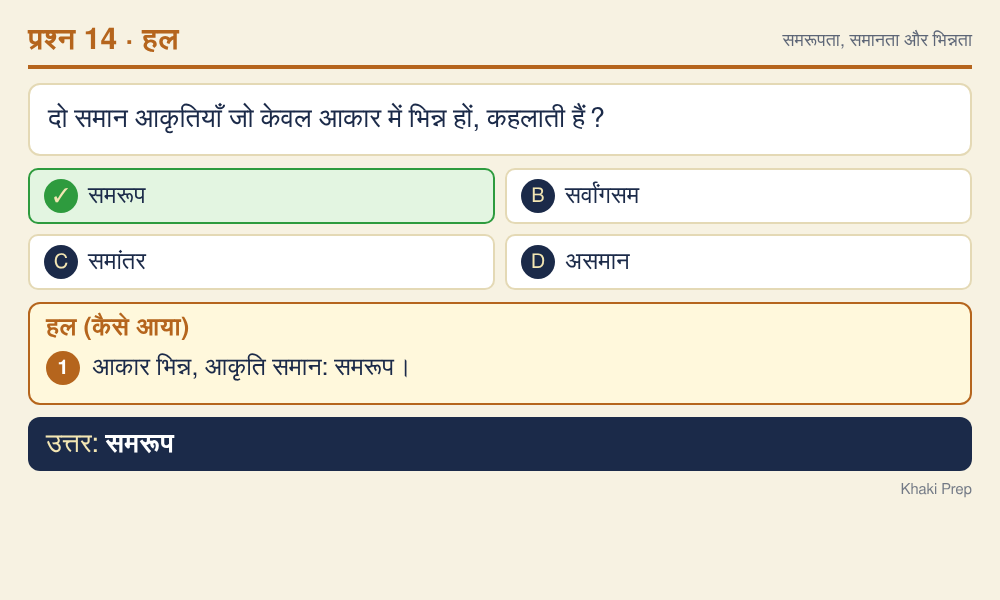 प्रश्न 14 · हल
समरूपता, समानता और भिन्नता
दो समान आकृतियाँ जो केवल आकार में भिन्न हों, कहलाती हैं ?
✓ समरूप
B सर्वांगसम
C समांतर
D असमान
हल (कैसे आया)
1 आकार भिन्न, आकृति समान: समरूप।
उत्तर: समरूप
Khaki Prep